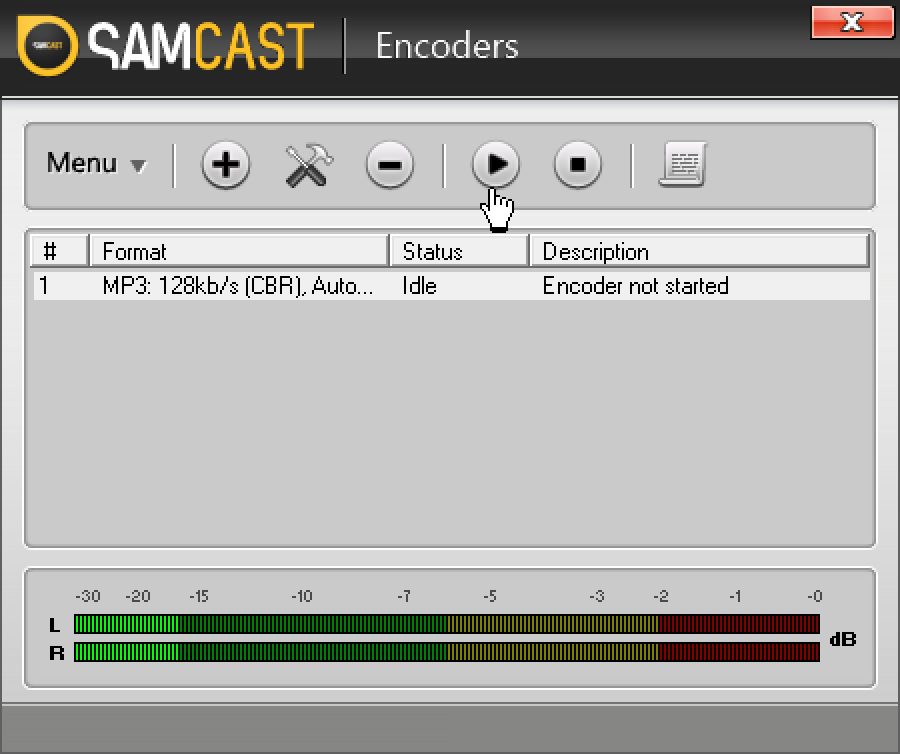 SAMCAST Encoders X
Menu
# Format Status Description
1 MP3: 128kb/s (CBR), Auto... Idle Encoder not started
-30 -20 -15 -10 -7 -5 -3 -2 -1 -0
L
R
dB